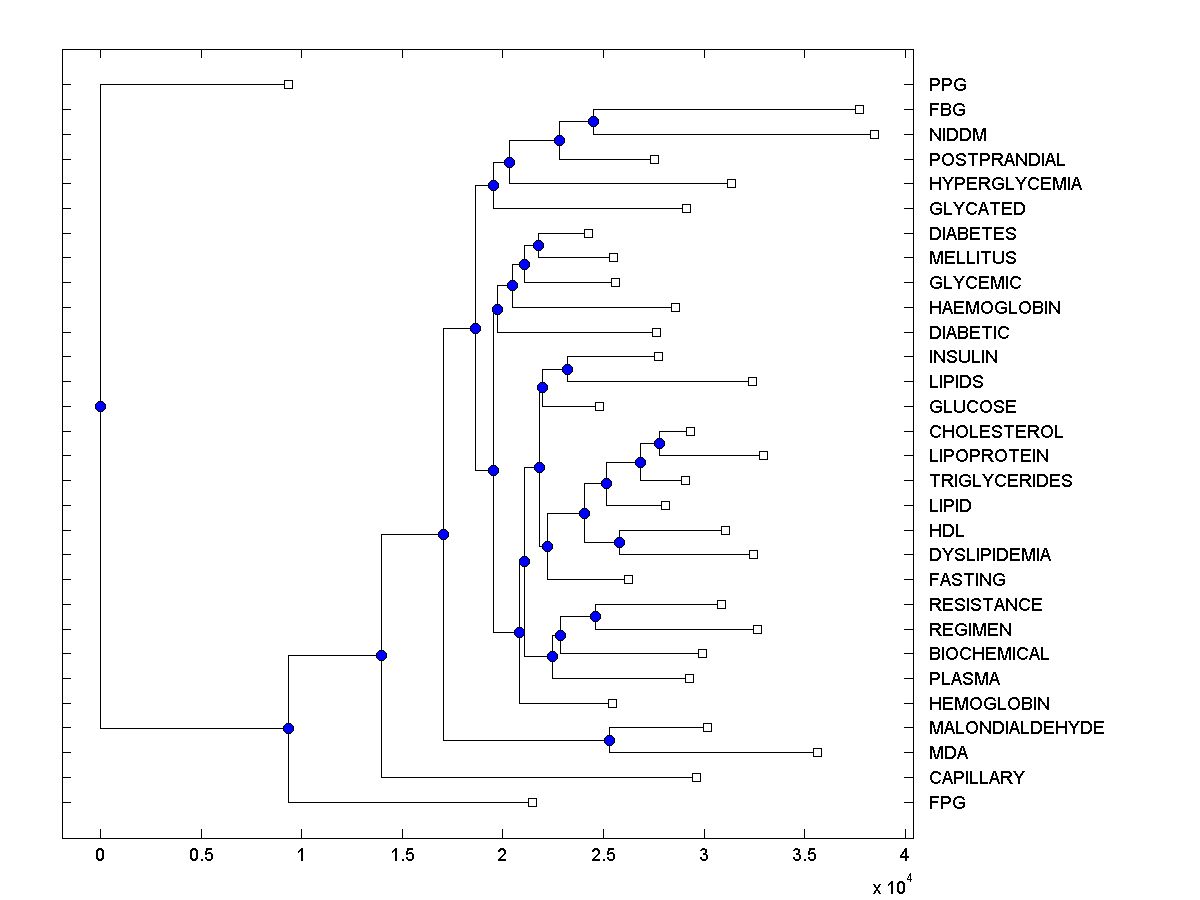 PPG
FBG
NIDDM
POSTPRANDIAL
HYPERGLYCEMIA
GLYCATED
DIABETES
MELLITUS
GLYCEMIC
HAEMOGLOBIN
DIABETIC
INSULIN
LIPIDS
GLUCOSE
CHOLESTEROL
LIPOPROTEIN
TRIGLYCERIDES
LIPID
HDL
DYSLIPIDEMIA
FASTING
RESISTANCE
REGIMEN
BIOCHEMICAL
PLASMA
HEMOGLOBIN
MALONDIALDEHYDE
MDA
CAPILLARY
FPG
0 0.5 1 1.5 2 2.5 3 3.5 4
x 10^4